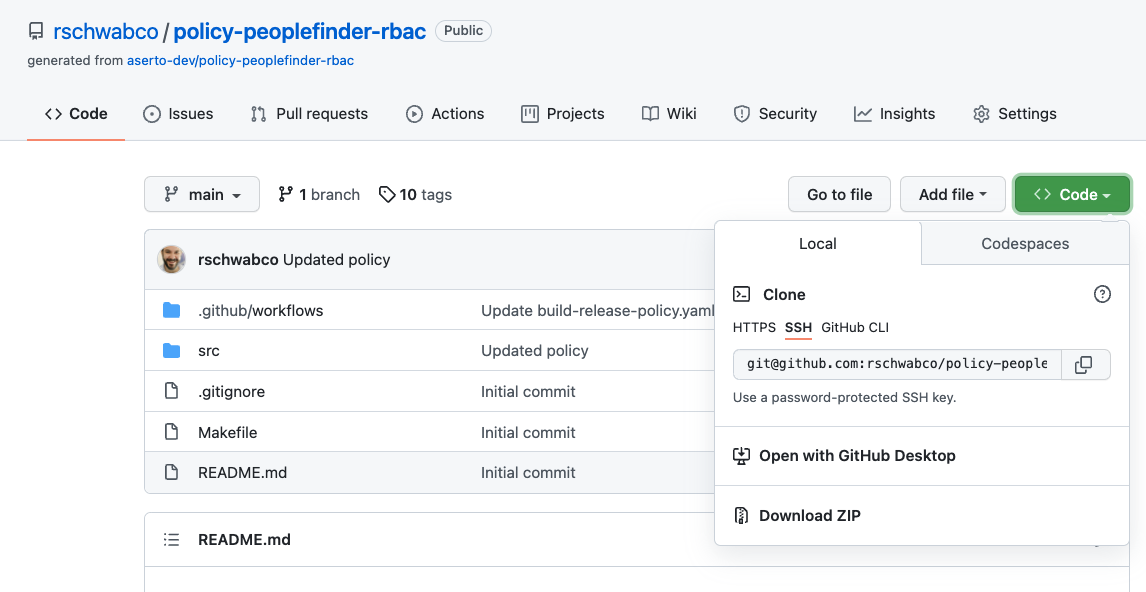 rschwabco / policy-peoplefinder-rbac Public
generated from aserto-dev/policy-peoplefinder-rbac
Code Issues Pull requests Actions Projects Wiki Security Insights Settings
main 1 branch 10 tags Go to file Add file Code
rschwabco Updated policy
.github/workflows Update build-release-policy.yaml
src Updated policy
.gitignore Initial commit
Makefile Initial commit
README.md Initial commit
README.md
Local Codespaces
Clone
HTTPS SSH GitHub CLI
git@github.com:rschwabco/policy-people
Use a password-protected SSH key.
Open with GitHub Desktop
Download ZIP